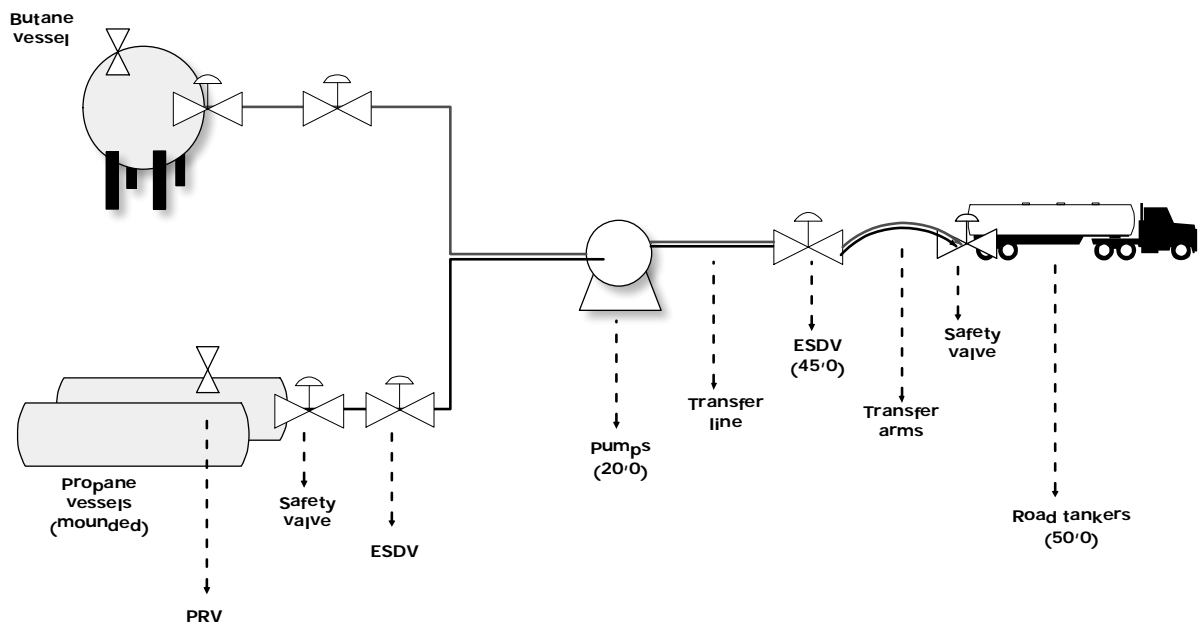 Butane
vessel
Safety
valve
ESDV
(45,0)
Transfer
line
Transfer
arms
pumps
(20,0)
propane
vessels
(mounded)
Safety
valve
ESDV
Road tankers
(50,0)
PRV